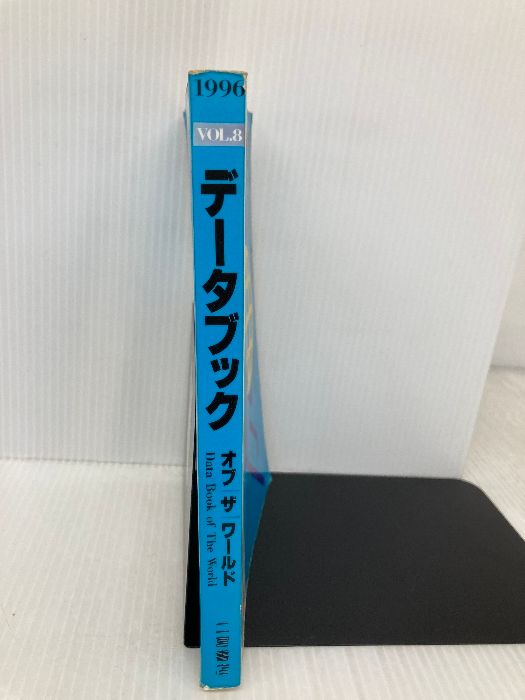 1996
VOL.8
データブック
オブ ザ ワールド
Data Book of The World